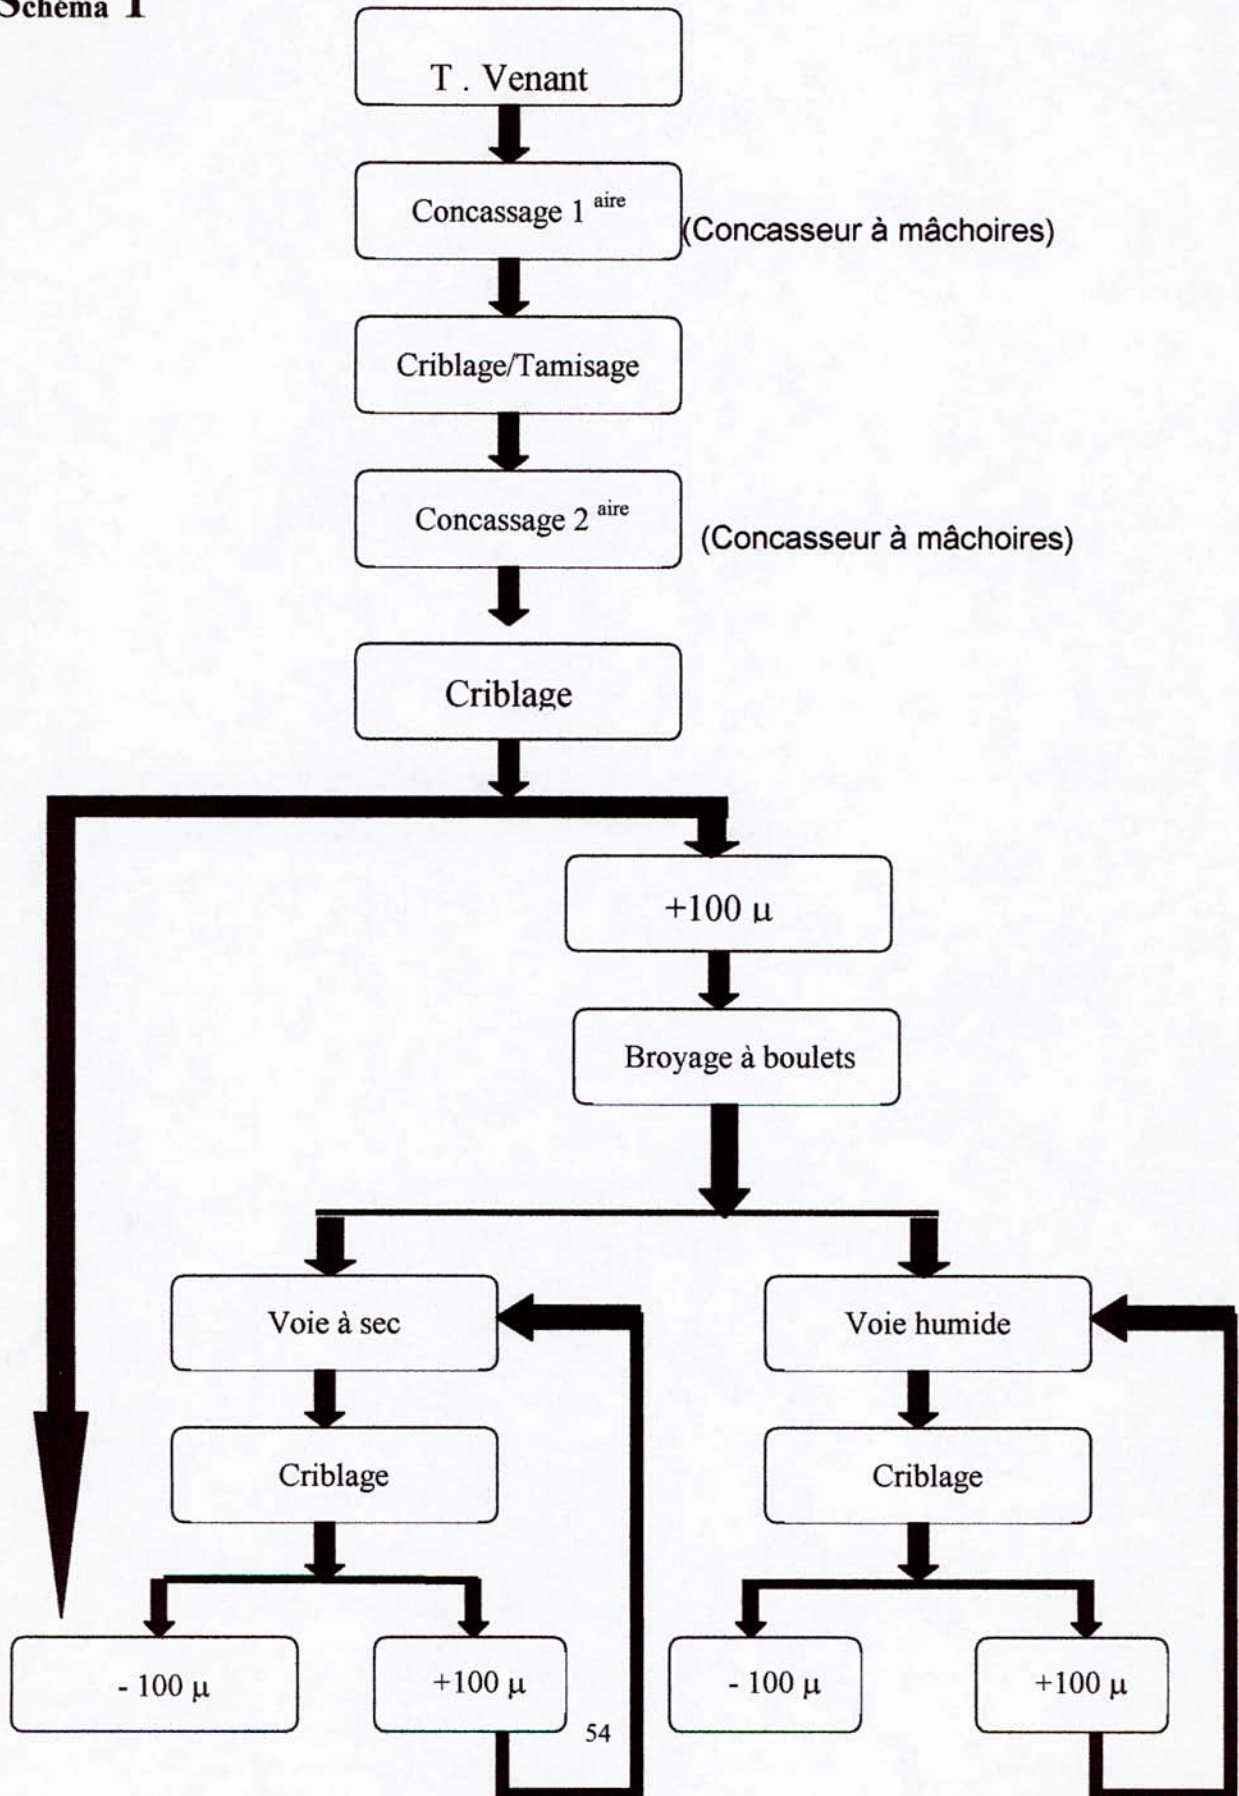 Schéma 1
T . Venant
Concassage 1 aire
(Concasseur à mâchoires)
Criblage/Tamisage
Concassage 2 aire
(Concasseur à mâchoires)
Criblage
+100 µ
Broyage à boulets
Voie à sec
Voie humide
Criblage
Criblage
- 100 µ
+100 µ
- 100 µ
+100 µ
54